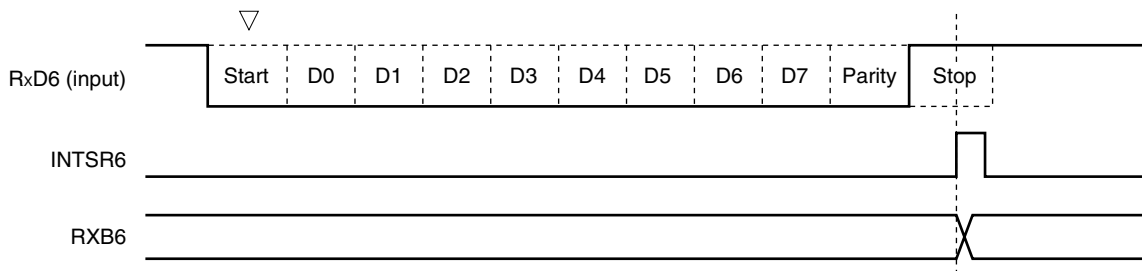 RxD6 (input) Start D0 D1 D2 D3 D4 D5 D6 D7 Parity Stop
INTSR6
RXB6